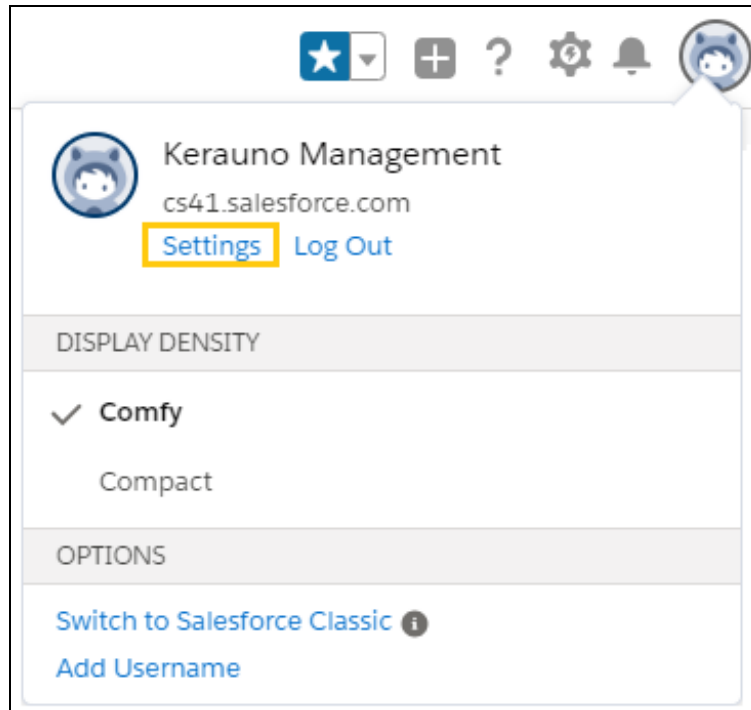 ?
Kerauno Management
cs41.salesforce.com
Settings Log Out
DISPLAY DENSITY
Comfy
Compact
OPTIONS
Switch to Salesforce Classic
Add Username